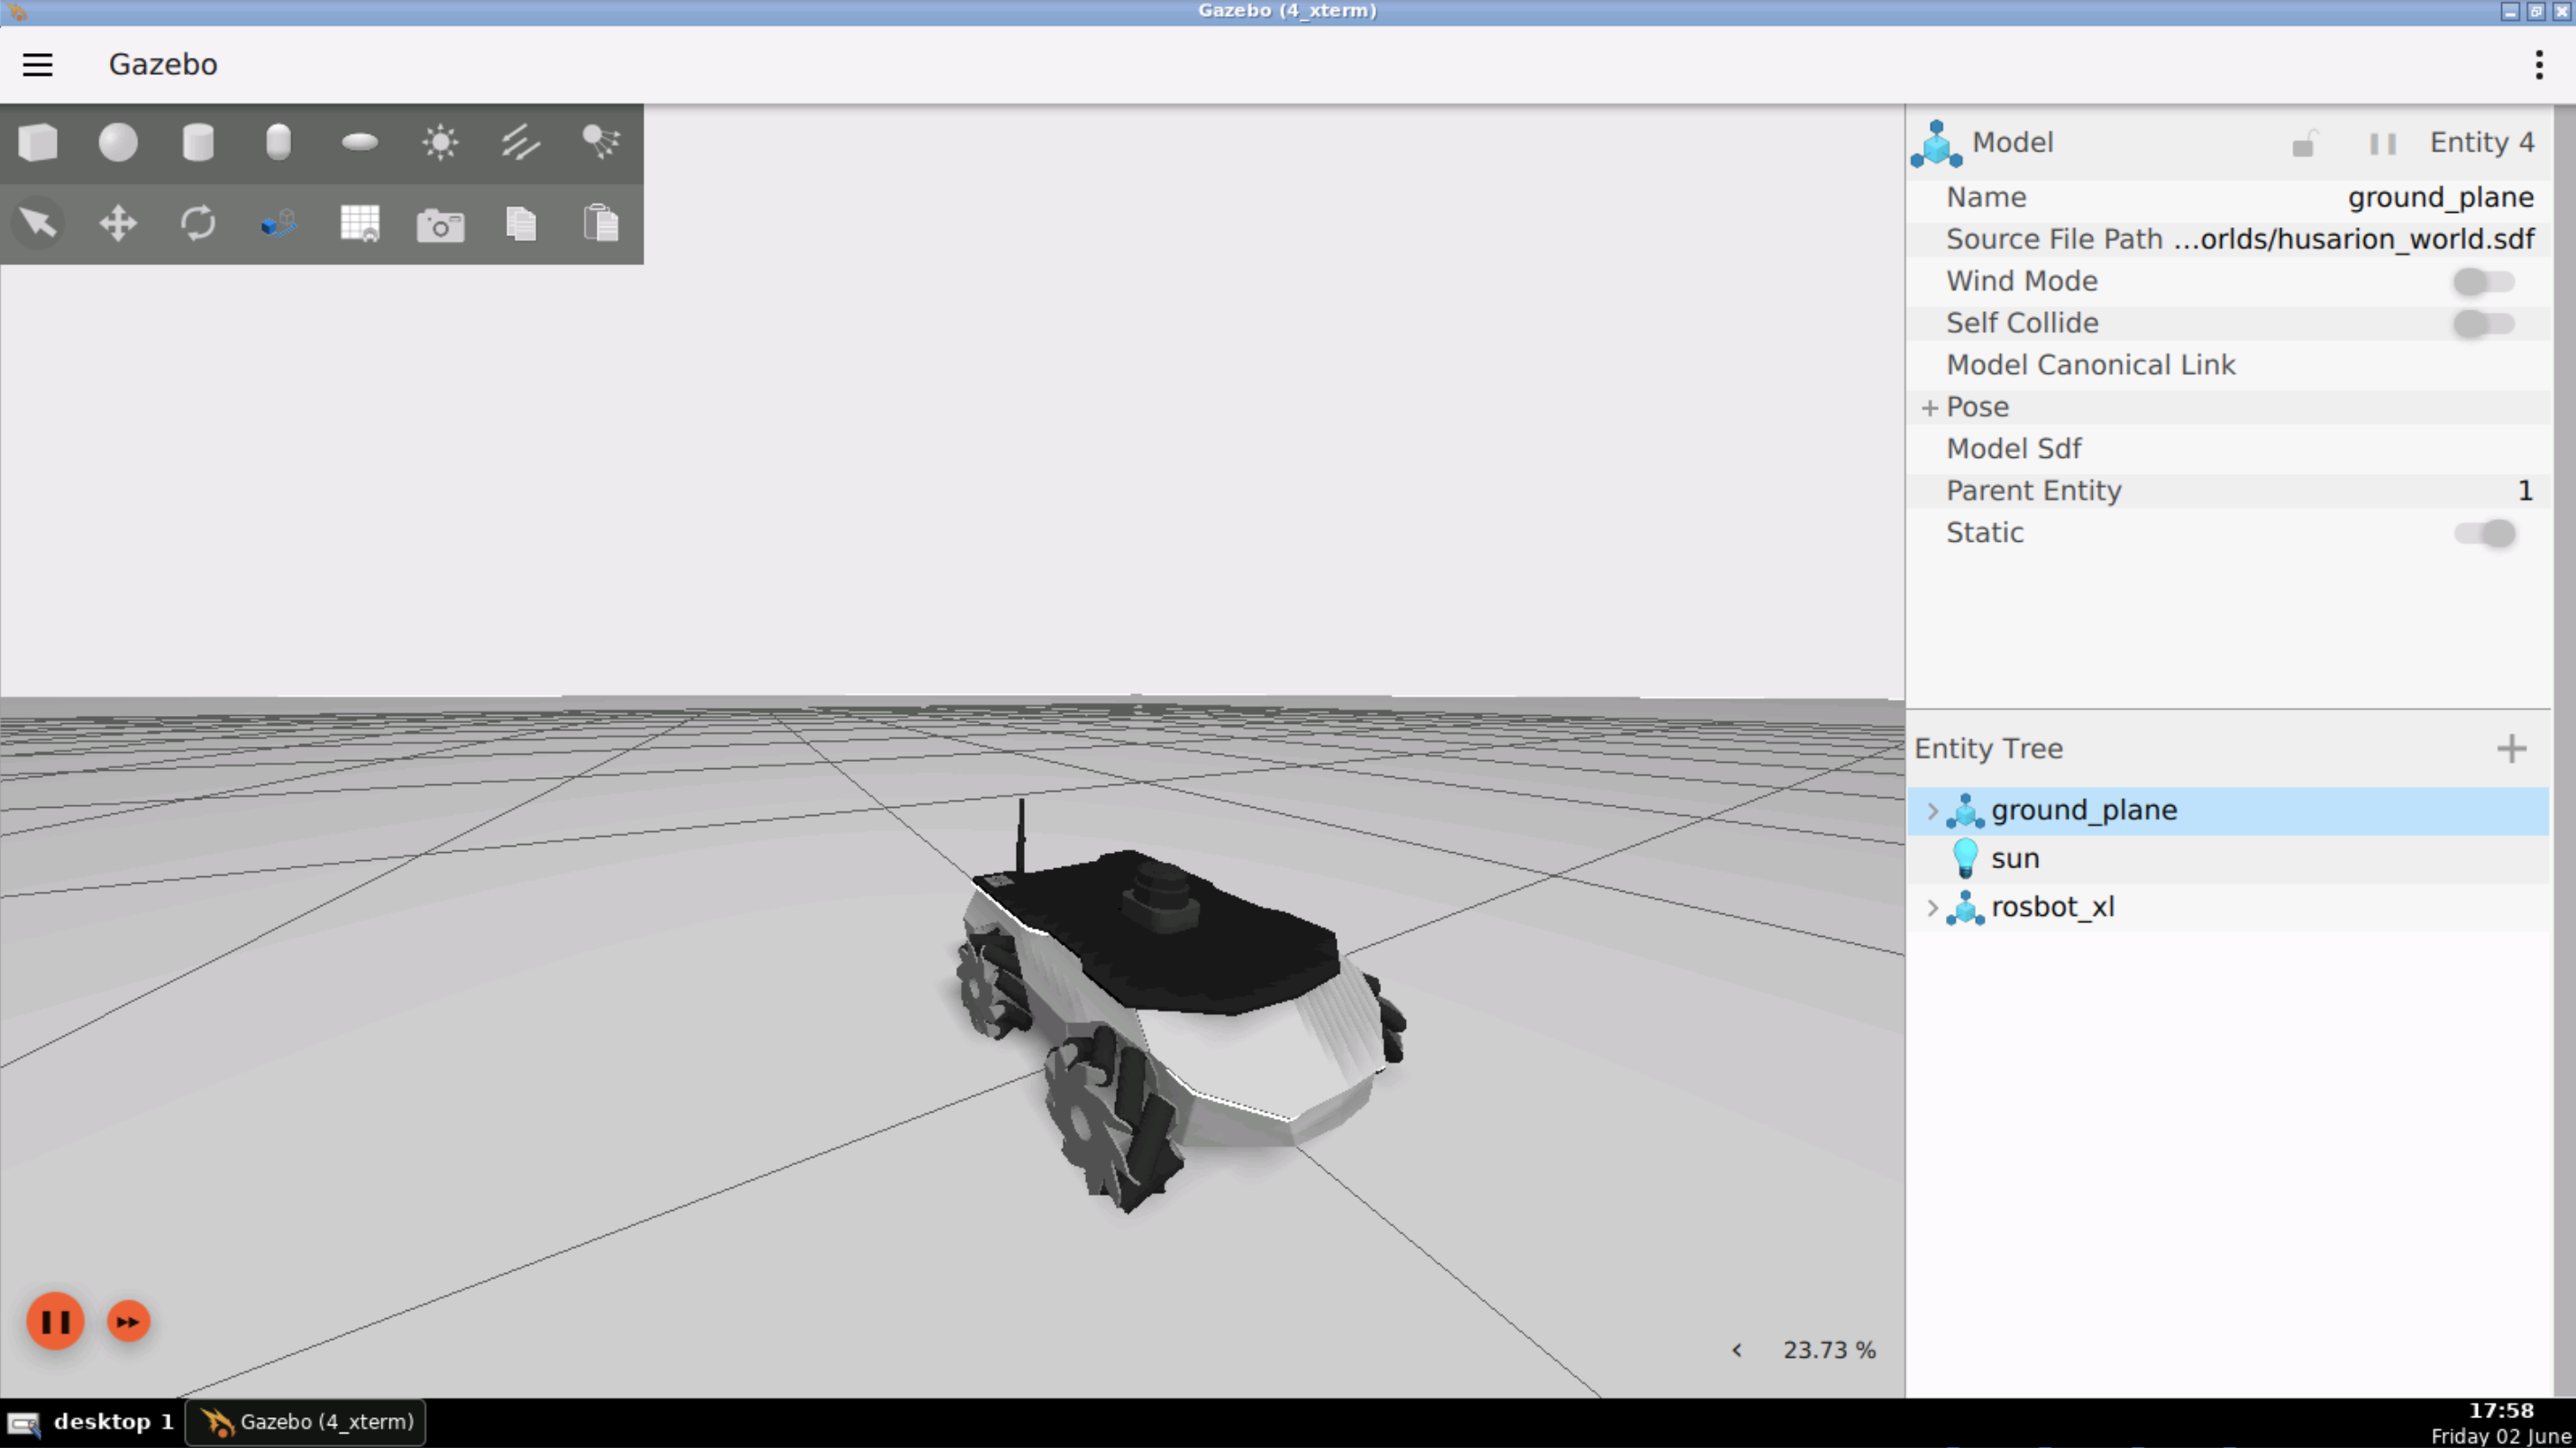 Gazebo (4_xterm)
Gazebo
Model
Entity 4
Name ground_plane
Source File Path ...orlds/husarion_world.sdf
Wind Mode
Self Collide
Model Canonical Link
+ Pose
Model Sdf
Parent Entity 1
Static
Entity Tree
ground_plane
sun
rosbot_xl
23.73 %
desktop 1
Gazebo (4_xterm)
17:58
Friday 02 June